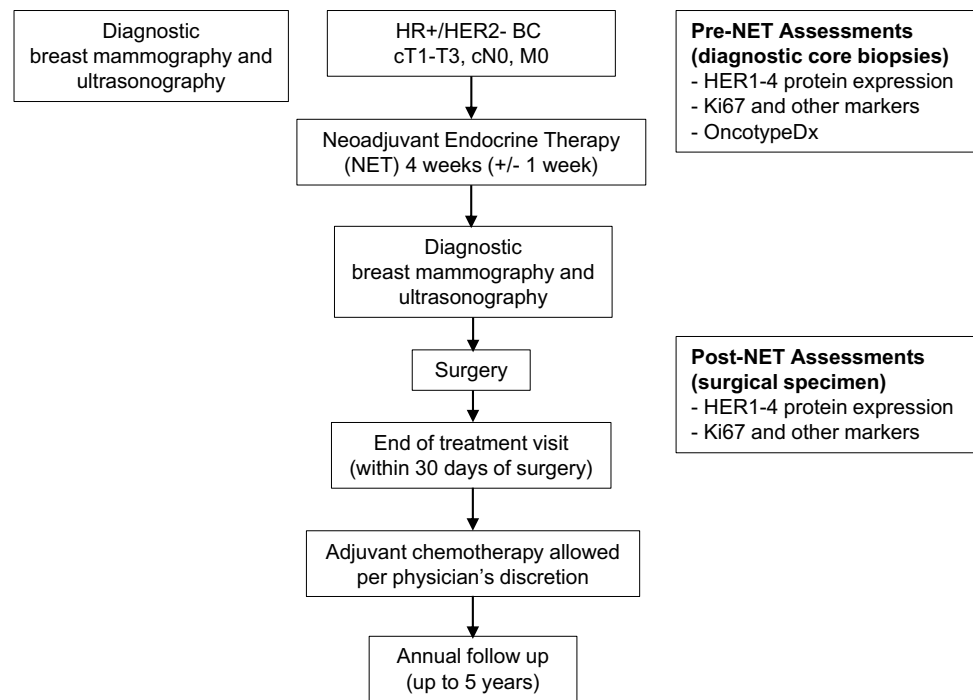 Diagnostic
breast mammography and
ultrasonography
HR+/HER2- BC
cT1-T3, cN0, M0
Pre-NET Assessments
(diagnostic core biopsies)
- HER1-4 protein expression
- Ki67 and other markers
- OncotypeDx
Neoadjuvant Endocrine Therapy
(NET) 4 weeks (+/- 1 week)
Diagnostic
breast mammography and
ultrasonography
Surgery
Post-NET Assessments
(surgical specimen)
- HER1-4 protein expression
- Ki67 and other markers
End of treatment visit
(within 30 days of surgery)
Adjuvant chemotherapy allowed
per physician’s discretion
Annual follow up
(up to 5 years)